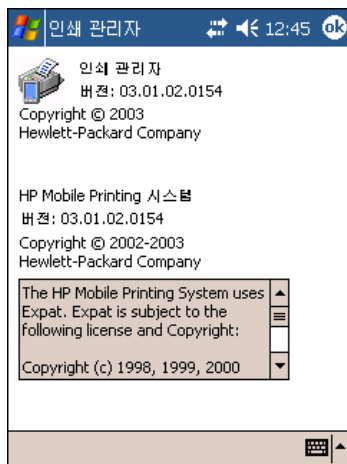 인쇄 관리자 12:45 ok
인쇄 관리자
버전: 03.01.02.0154
Copyright © 2003
Hewlett-Packard Company
HP Mobile Printing 시스템
버전: 03.01.02.0154
Copyright © 2002-2003
Hewlett-Packard Company
The HP Mobile Printing System uses
Expat. Expat is subject to the
following license and Copyright:
Copyright (c) 1998, 1999, 2000